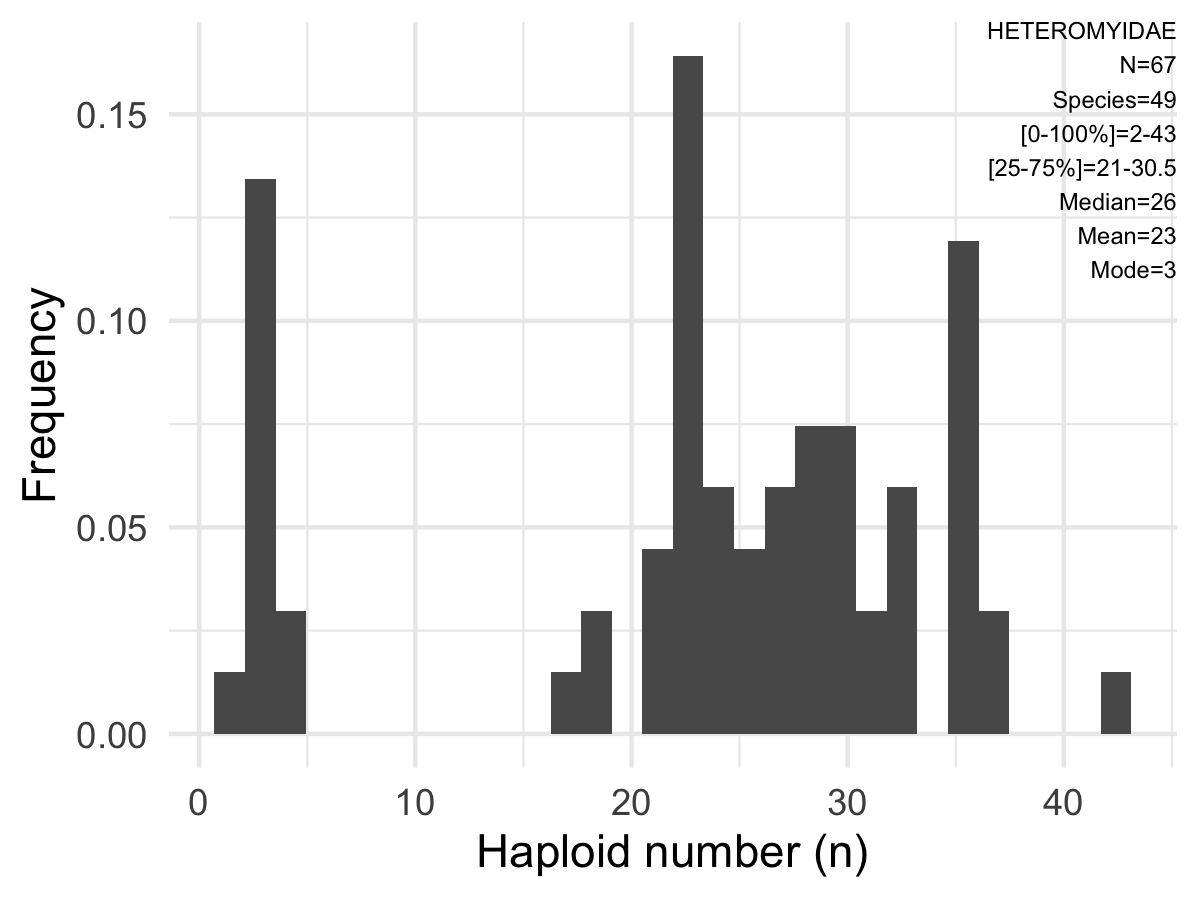 HETEROMYIDAE
N=67
Species=49
[0-100%]=2-43
[25-75%]=21-30.5
Median=26
Mean=23
Mode=3
Frequency
0.15
0.10
0.05
0.00
0 10 20 30 40
Haploid number (n)